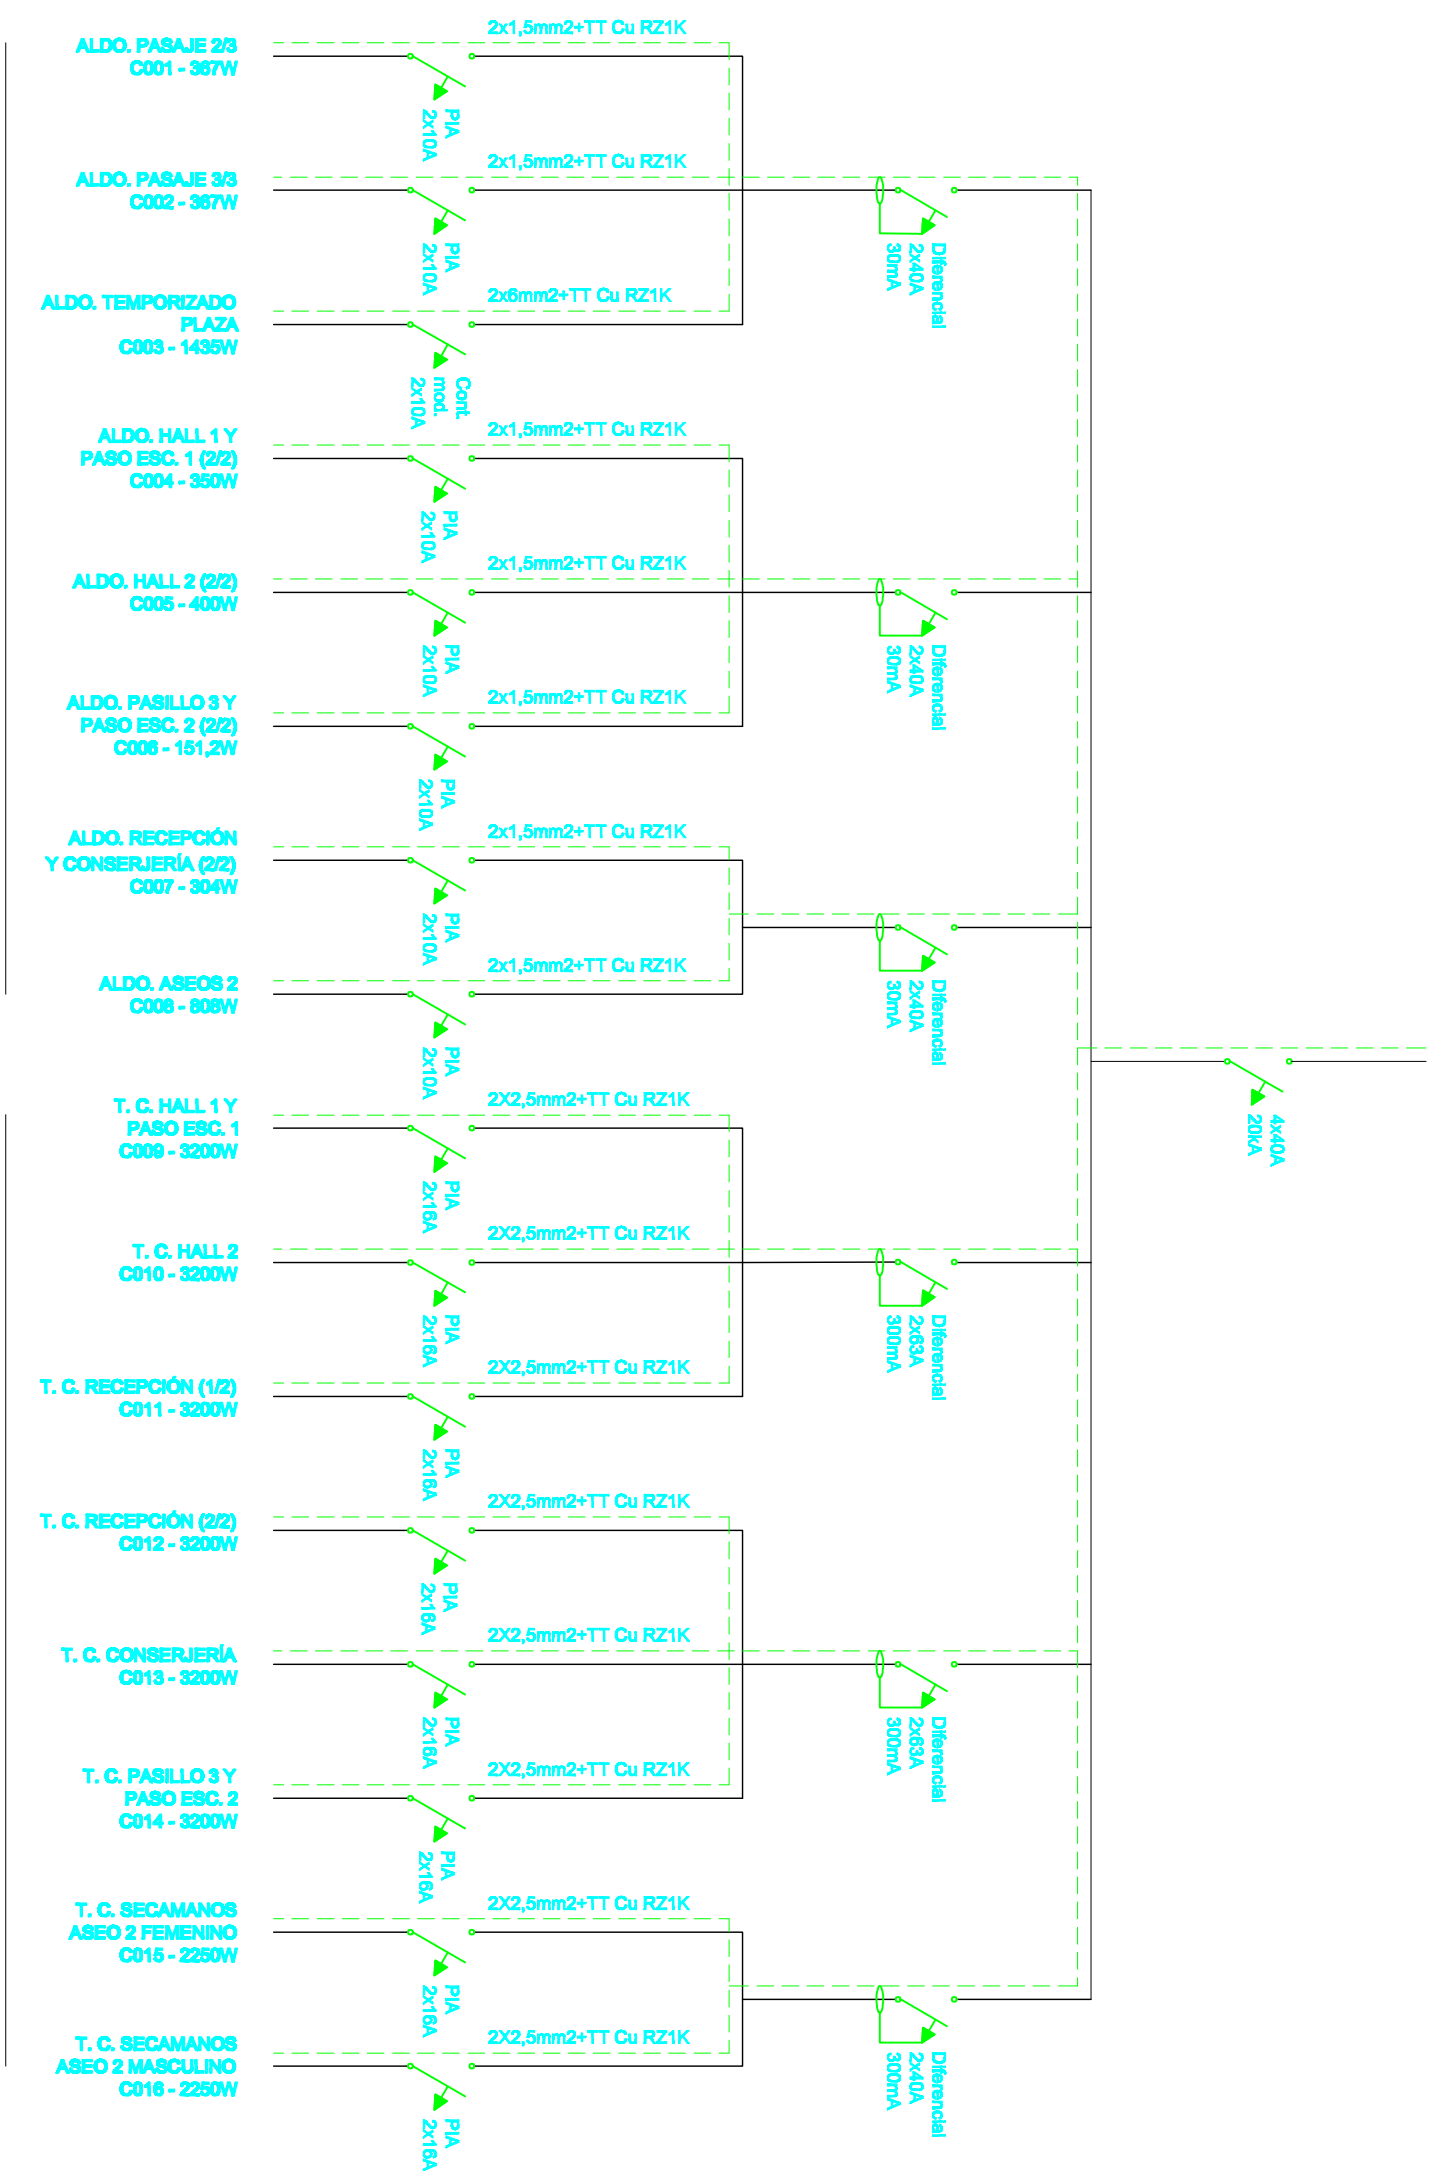 2x1,5mm2+TT Cu RZ1K
ALDO. PASAJE 2/3
C001 - 367W
PIA
2x10A
2x1,5mm2+TT Cu RZ1K
ALDO. PASAJE 3/3
C002 - 367W
PIA
2x10A
Diferencial
2x40A
30mA
2x6mm2+TT Cu RZ1K
ALDO. TEMPORIZADO
PLAZA
C003 - 1435W
Cont.
mod.
2x10A
2x1,5mm2+TT Cu RZ1K
ALDO. HALL 1 Y
PASO ESC. 1 (2/2)
C004 - 350W
PIA
2x10A
2x1,5mm2+TT Cu RZ1K
ALDO. HALL 2 (2/2)
C005 - 400W
PIA
2x10A
Diferencial
2x40A
30mA
2x1,5mm2+TT Cu RZ1K
ALDO. PASILLO 3 Y
PASO ESC. 2 (2/2)
C006 - 151,2W
PIA
2x10A
2x1,5mm2+TT Cu RZ1K
ALDO. RECEPCIÓN
Y CONSERJERÍA (2/2)
C007 - 304W
PIA
2x10A
Diferencial
2x40A
30mA
2x1,5mm2+TT Cu RZ1K
ALDO. ASEOS 2
C008 - 808W
PIA
2x10A
4x40A
20kA
2X2,5mm2+TT Cu RZ1K
T. C. HALL 1 Y
PASO ESC. 1
C009 - 3200W
PIA
2x16A
2X2,5mm2+TT Cu RZ1K
T. C. HALL 2
C010 - 3200W
PIA
2x16A
Diferencial
2x63A
300mA
2X2,5mm2+TT Cu RZ1K
T. C. RECEPCIÓN (1/2)
C011 - 3200W
PIA
2x16A
2X2,5mm2+TT Cu RZ1K
T. C. RECEPCIÓN (2/2)
C012 - 3200W
PIA
2x16A
2X2,5mm2+TT Cu RZ1K
T. C. CONSERJERÍA
C013 - 3200W
PIA
2x16A
Diferencial
2x63A
300mA
2X2,5mm2+TT Cu RZ1K
T. C. PASILLO 3 Y
PASO ESC. 2
C014 - 3200W
PIA
2x16A
2X2,5mm2+TT Cu RZ1K
T. C. SECAMANOS
ASEO 2 FEMENINO
C015 - 2250W
PIA
2x16A
2X2,5mm2+TT Cu RZ1K
T. C. SECAMANOS
ASEO 2 MASCULINO
C016 - 2250W
PIA
2x16A
Diferencial
2x40A
300mA